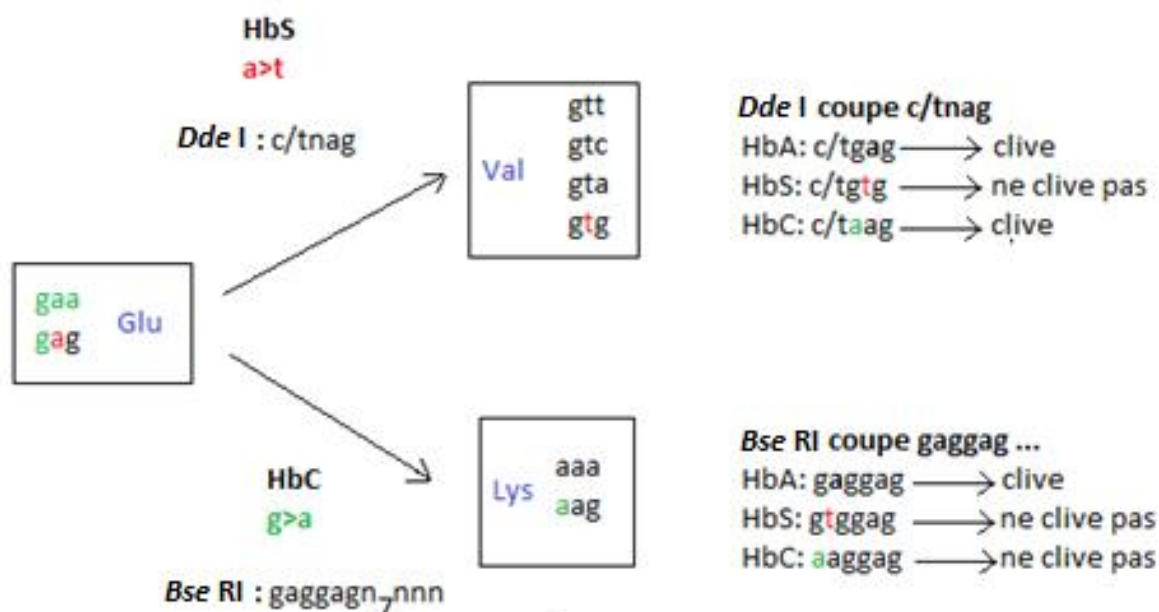 HbS
a>t
Dde I : c/tnag
gtt
gtc
Val
gta
gtg
Dde I coupe c/tnag
HbA: c/tgag → clive
HbS: c/tgtg → ne clive pas
HbC: c/taag → clive
gaa
gag
Glu
HbC
g>a
Bse RI : gaggagn₇nnn
aaa
Lys
aag
Bse RI coupe gaggag ...
HbA: gaggag → clive
HbS: gtggag → ne clive pas
HbC: aaggag → ne clive pas